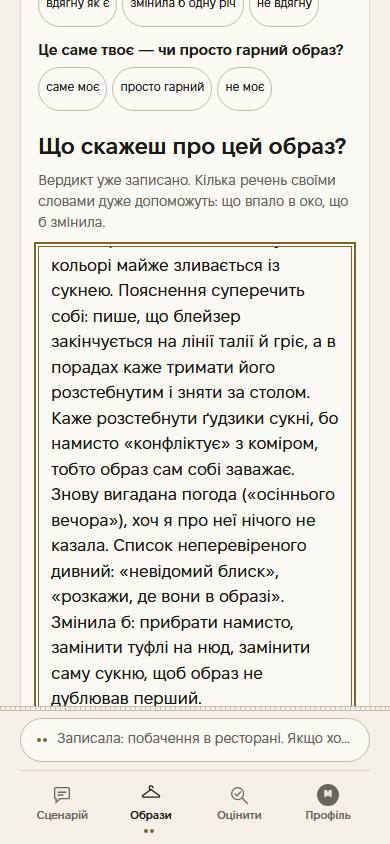 вдягну як є
змінила б одну річ
не вдягну
Це саме твоє — чи просто гарний образ?
саме моє
просто гарний
не моє
Що скажеш про цей образ?
Вердикт уже записано. Кілька речень своїми
словами дуже допоможуть: що впало в око, що
б змінила.
кольорі майже зливається із
сукнею. Пояснення суперечить
собі: пише, що блейзер
закінчується на лінії талії й гріє, а в
порадах каже тримати його
розстебнутим і зняти за столом.
Каже розстебнути ґудзики сукні, бо
намисто «конфліктує» з коміром,
тобто образ сам собі заважає.
Знову вигадана погода («осіннього
вечора»), хоч я про неї нічого не
казала. Список неперевіреного
дивний: «невідомий блиск»,
«розкажи, де вони в образі».
Змінила б: прибрати намисто,
замінити туфлі на нюд, замінити
саму сукню, щоб образ не
дублював перший.
Записала: побачення в ресторані. Якщо хо...
Сценарій
Образи
Оцінити
М
Профіль